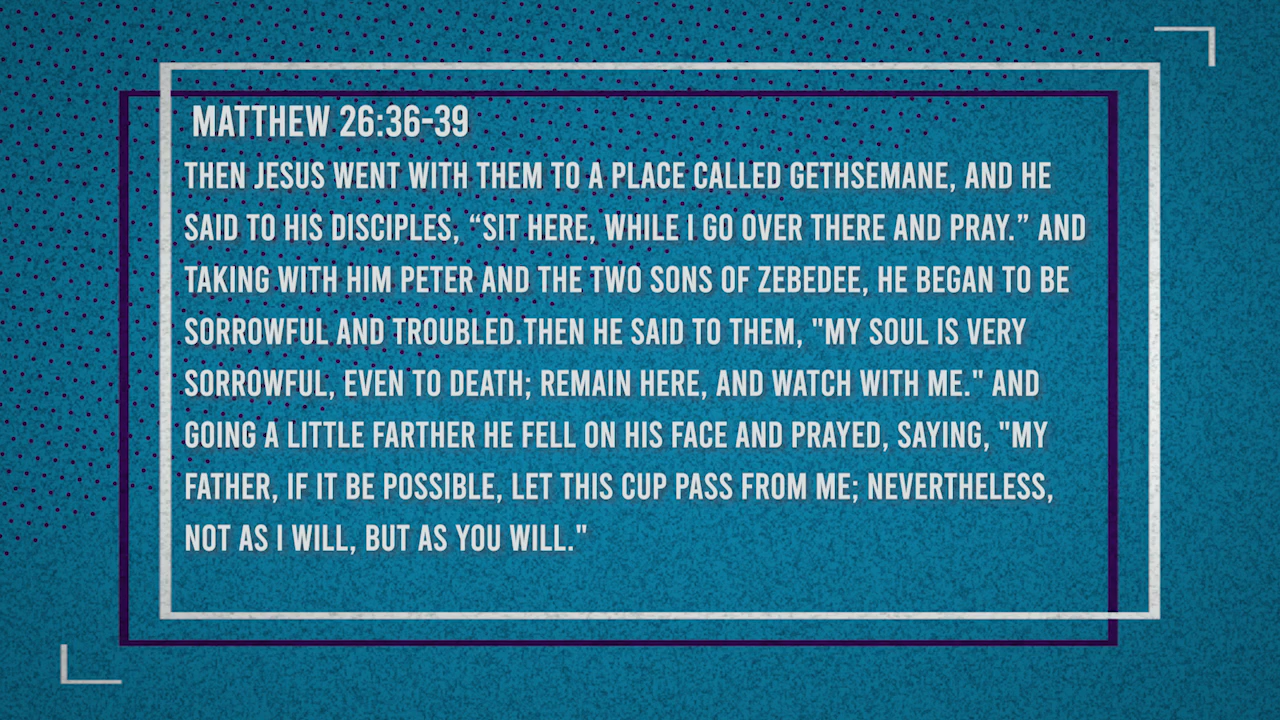 MATTHEW 26:36-39
THEN JESUS WENT WITH THEM TO A PLACE CALLED GETHSEMANE, AND HE
SAID TO HIS DISCIPLES, “SIT HERE, WHILE I GO OVER THERE AND PRAY.” AND
TAKING WITH HIM PETER AND THE TWO SONS OF ZEBEDEE, HE BEGAN TO BE
SORROWFUL AND TROUBLED.THEN HE SAID TO THEM, "MY SOUL IS VERY
SORROWFUL, EVEN TO DEATH; REMAIN HERE, AND WATCH WITH ME." AND
GOING A LITTLE FARTHER HE FELL ON HIS FACE AND PRAYED, SAYING, "MY
FATHER, IF IT BE POSSIBLE, LET THIS CUP PASS FROM ME; NEVERTHELESS,
NOT AS I WILL, BUT AS YOU WILL."